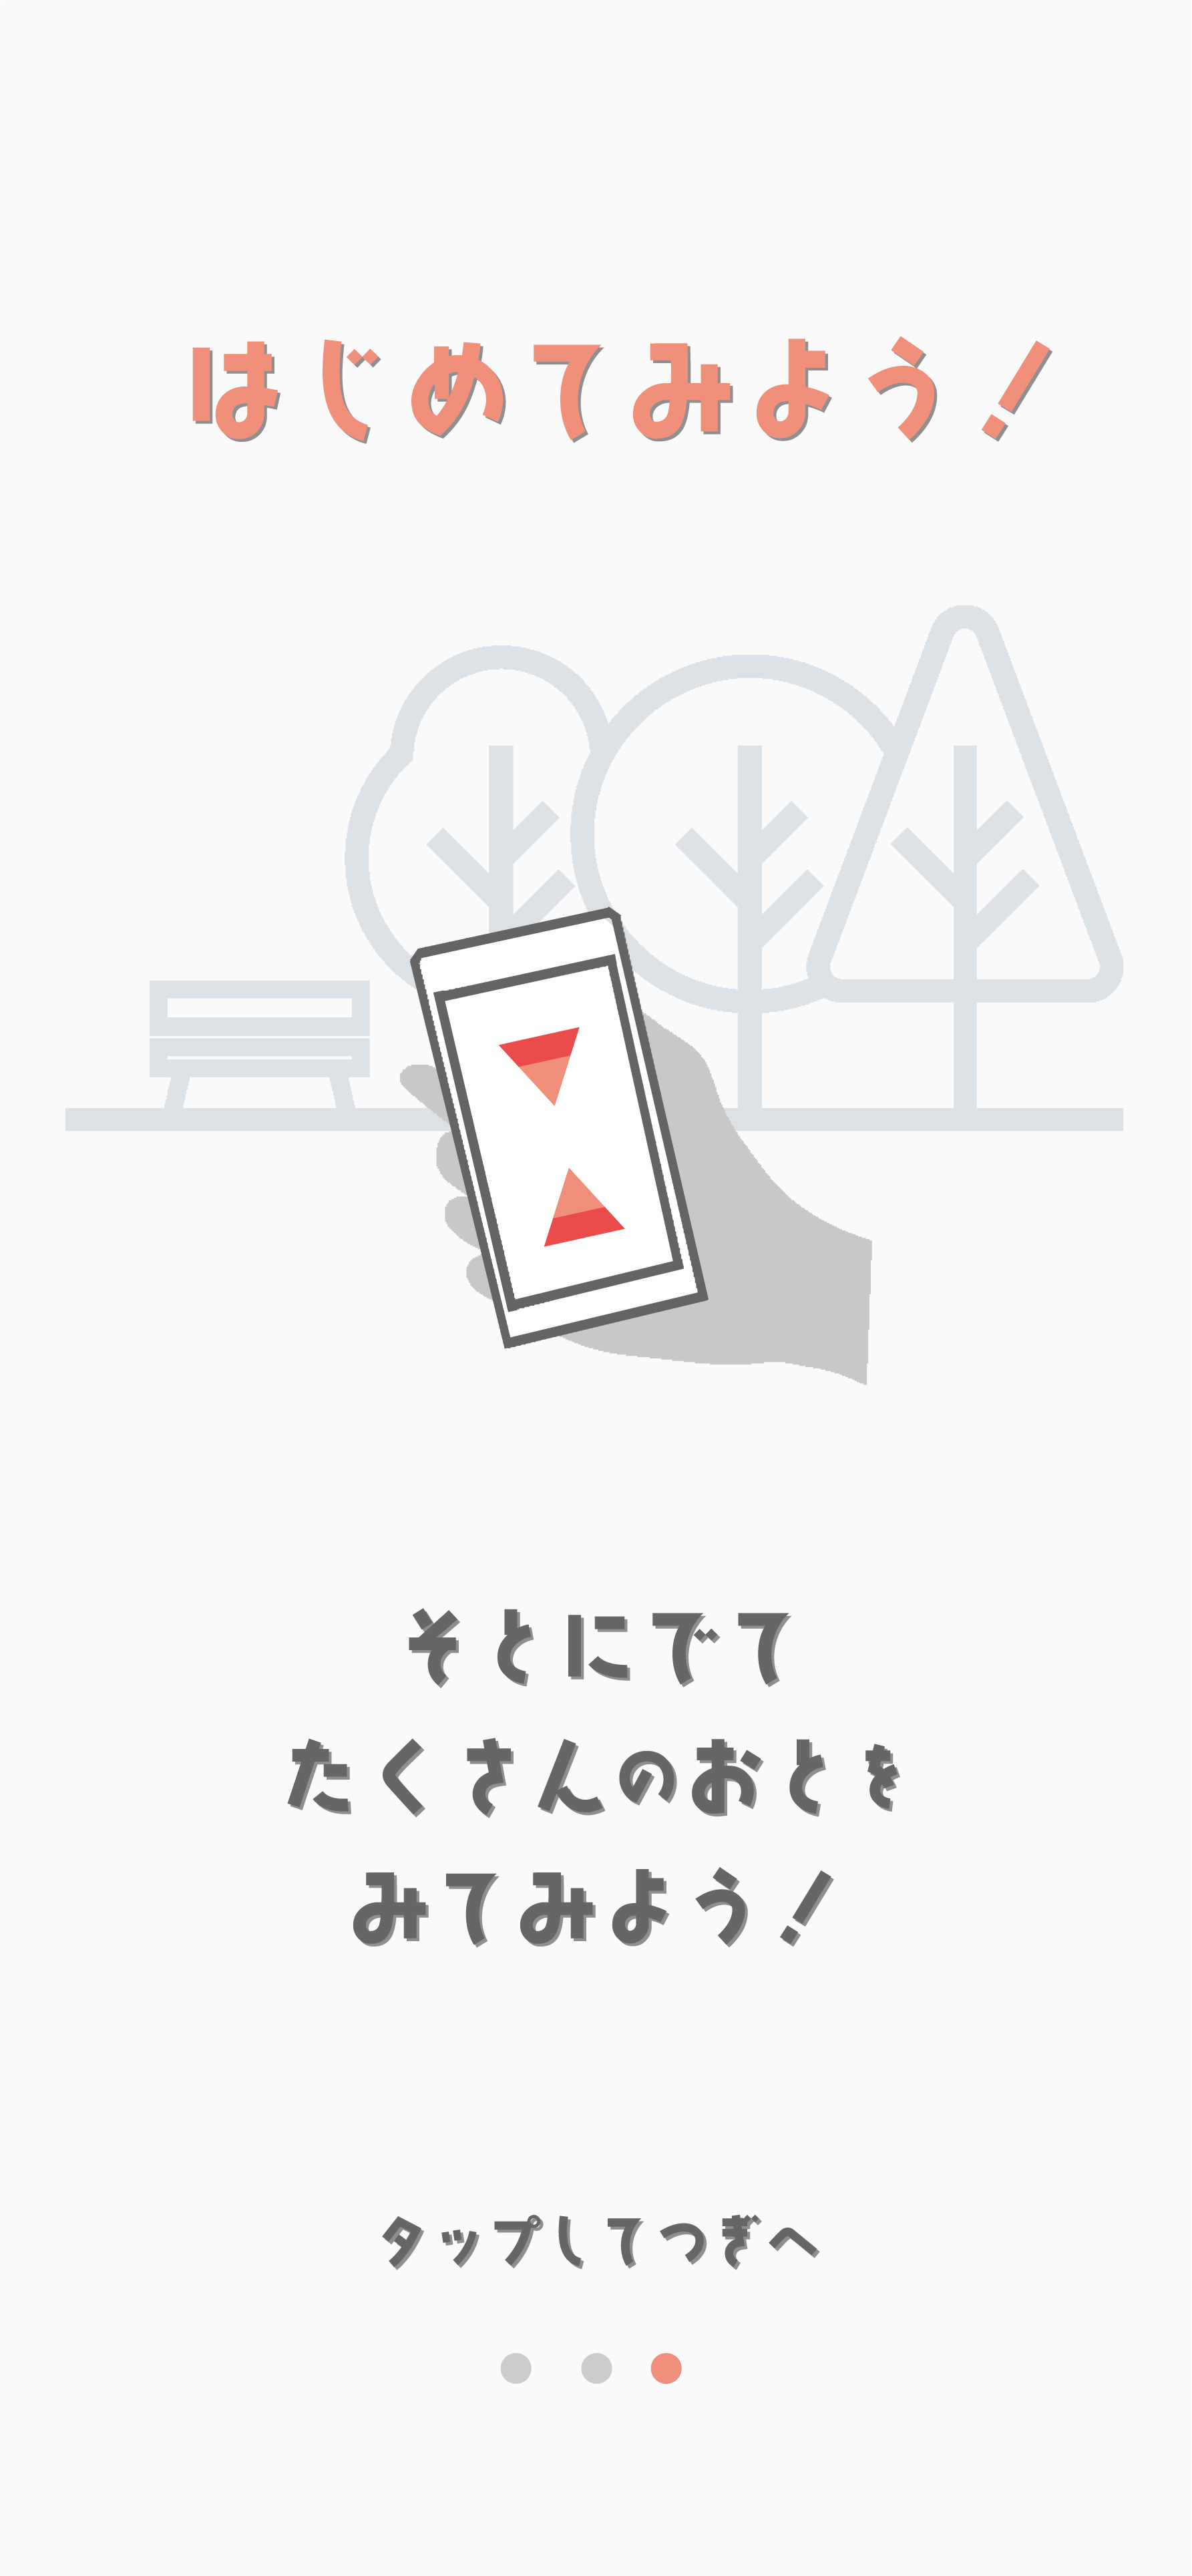 はじめてみよう！
そとにでて
たくさんのおとを
みてみよう！
タップしてつぎへ